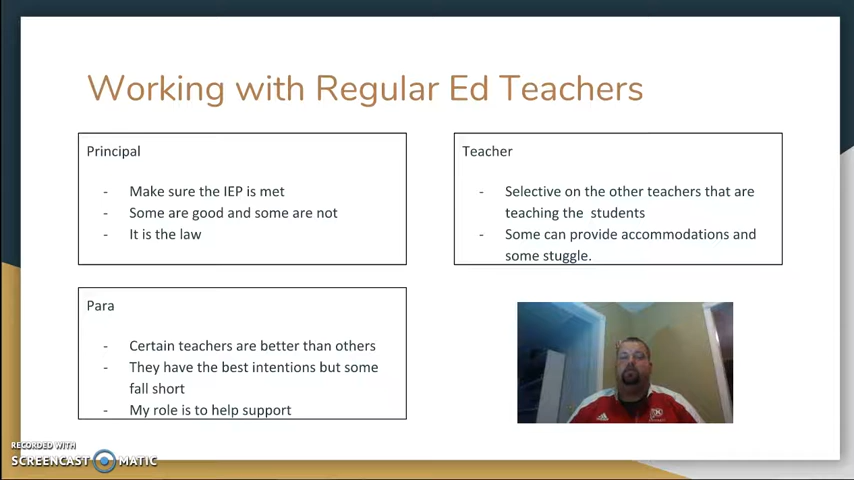 Working with Regular Ed Teachers
Principal
- Make sure the IEP is met
- Some are good and some are not
- It is the law
Teacher
- Selective on the other teachers that are
teaching the students
- Some can provide accommodations and
some stuggle.
Para
- Certain teachers are better than others
- They have the best intentions but some
fall short
- My role is to help support
RECORDED WITH
SCREENCAST MATIC